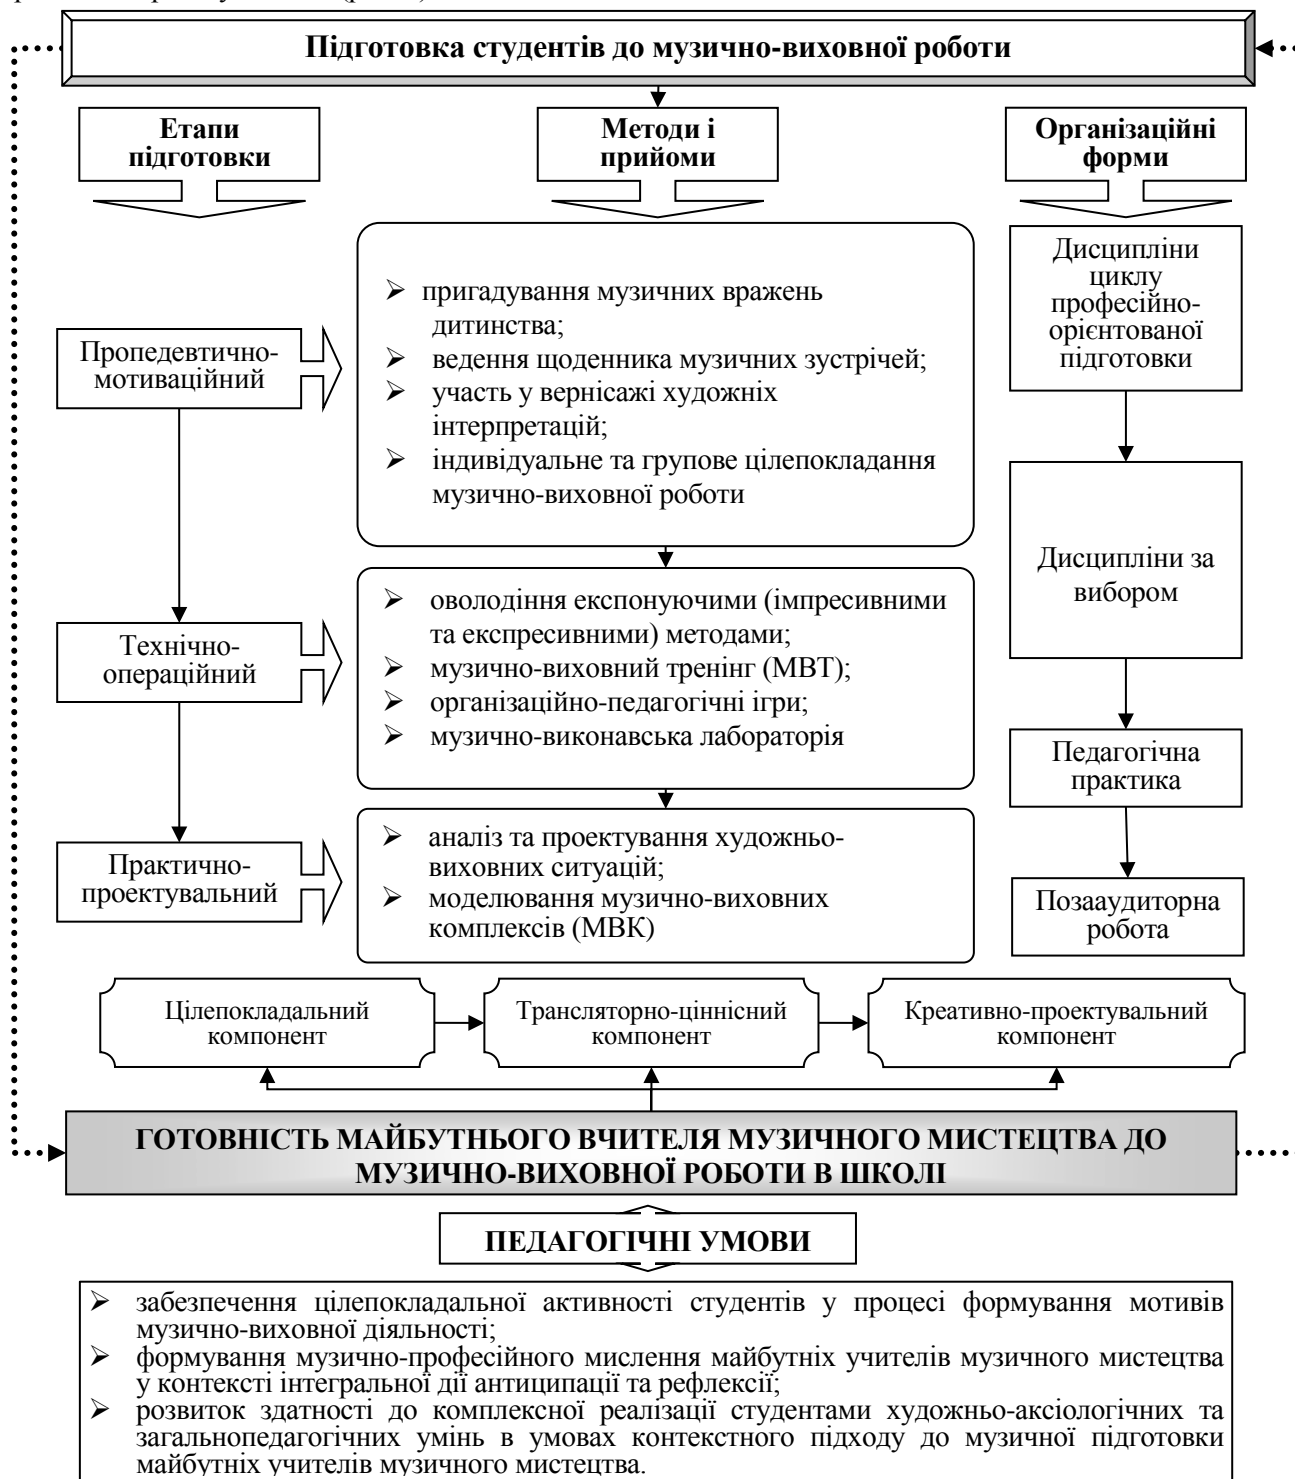 Підготовка студентів до музично-виховної роботи
Етапи
підготовки
Методи і
прийоми
Організаційні
форми
Пропедевтично-
мотиваційний
➢ пригадування музичних вражень
дитинства;
➢ ведення щоденника музичних зустрічей;
➢ участь у вернісажі художніх
інтерпретацій;
➢ індивідуальне та групове цілепокладання
музично-виховної роботи
Дисципліни
циклу
професійно-
орієнтованої
підготовки
Дисципліни за
вибором
Технічно-
операційний
➢ оволодіння експонуючими (імпресивними
та експресивними) методами;
➢ музично-виховний тренінг (МВТ);
➢ організаційно-педагогічні ігри;
➢ музично-виконавська лабораторія
Педагогічна
практика
Практично-
проектувальний
➢ аналіз та проектування художньо-
виховних ситуацій;
➢ моделювання музично-виховних
комплексів (МВК)
Позааудиторна
робота
Цілепокладальний
компонент
Трансляторно-ціннісний
компонент
Креативно-проектувальний
компонент
ГОТОВНІСТЬ МАЙБУТНЬОГО ВЧИТЕЛЯ МУЗИЧНОГО МИСТЕЦТВА ДО
МУЗИЧНО-ВИХОВНОЇ РОБОТИ В ШКОЛІ
ПЕДАГОГІЧНІ УМОВИ
➢ забезпечення цілепокладальної активності студентів у процесі формування мотивів
музично-виховної діяльності;
➢ формування музично-професійного мислення майбутніх учителів музичного мистецтва
у контексті інтегральної дії антиципації та рефлексії;
➢ розвиток здатності до комплексної реалізації студентами художньо-аксіологічних та
загальнопедагогічних умінь в умовах контекстного підходу до музичної підготовки
майбутніх учителів музичного мистецтва.